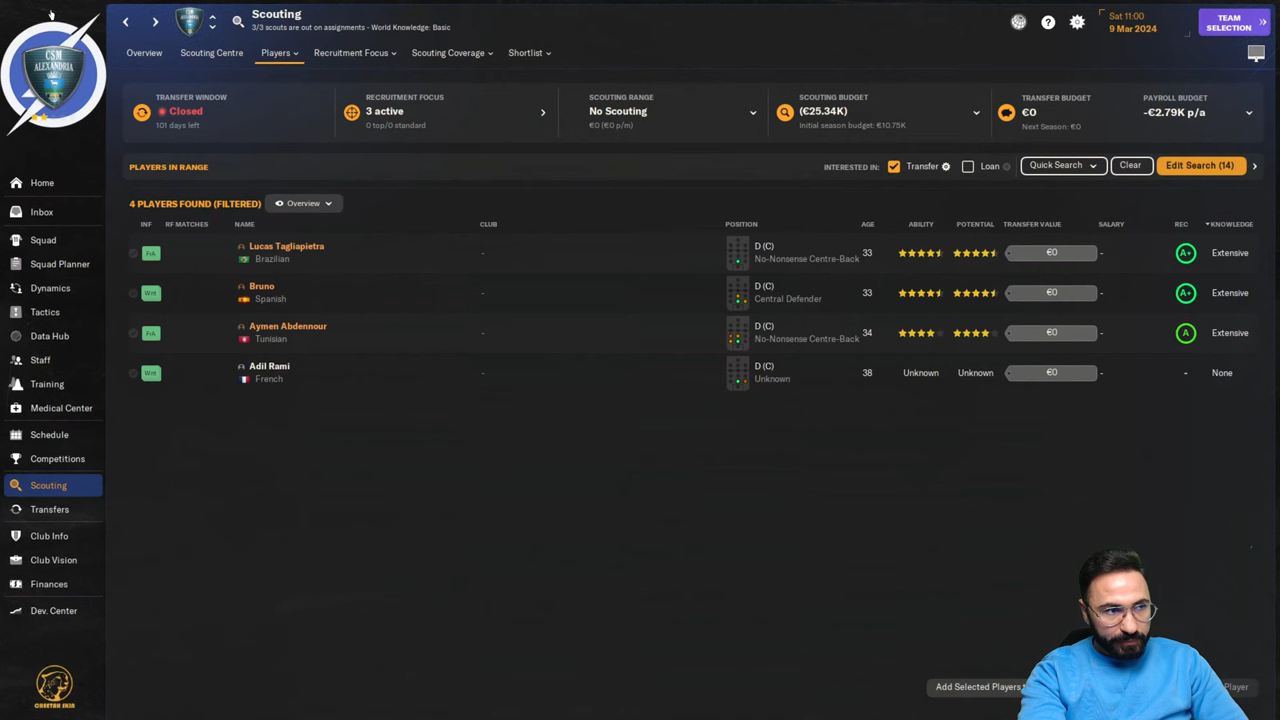 CSM
ALEXANDRIA
Scouting
3/3 scouts are out on assignments - World Knowledge: Basic
Sat 11:00
9 Mar 2024
TEAM
SELECTION
Overview
Scouting Centre
Players
Recruitment Focus
Scouting Coverage
Shortlist
TRANSFER WINDOW
Closed
101 days left
RECRUITMENT FOCUS
3 active
0 top/0 standard
SCOUTING RANGE
No Scouting
€0 (€0 p/m)
SCOUTING BUDGET
(€25.34K)
Initial season budget: €10.75K
TRANSFER BUDGET
€0
Next Season: €0
PAYROLL BUDGET
-€2.79K p/a
PLAYERS IN RANGE
INTERESTED IN:
Transfer
Loan
Quick Search
Clear
Edit Search (14)
4 PLAYERS FOUND (FILTERED)
Overview
INF RF MATCHES NAME CLUB POSITION AGE ABILITY POTENTIAL TRANSFER VALUE SALARY REC KNOWLEDGE
FrA Lucas Tagliapietra - D (C) 33 €0 - A+ Extensive
Brazilian No-Nonsense Centre-Back
Wnt Bruno - D (C) 33 €0 - A+ Extensive
Spanish Central Defender
FrA Aymen Abdennour - D (C) 34 €0 - A Extensive
Tunisian No-Nonsense Centre-Back
Wnt Adil Rami - D (C) 38 Unknown Unknown €0 - - None
French Unknown
Home
Inbox
Squad
Squad Planner
Dynamics
Tactics
Data Hub
Staff
Training
Medical Center
Schedule
Competitions
Scouting
Transfers
Club Info
Club Vision
Finances
Dev. Center
CHEETAH SKIN
Add Selected Players
Player